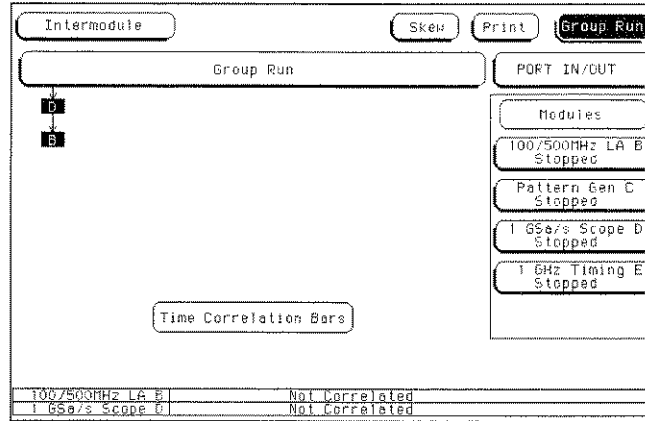 Intermodule
Skew
Print
Group Run
Group Run
PORT IN/OUT
D
B
Modules
100/500MHz LA B
Stopped
Pattern Gen C
Stopped
1 GSa/s Scope D
Stopped
1 GHz Timing E
Stopped
Time Correlation Bars
100/500MHz LA B Not Correlated
1 GSa/s Scope D Not Correlated